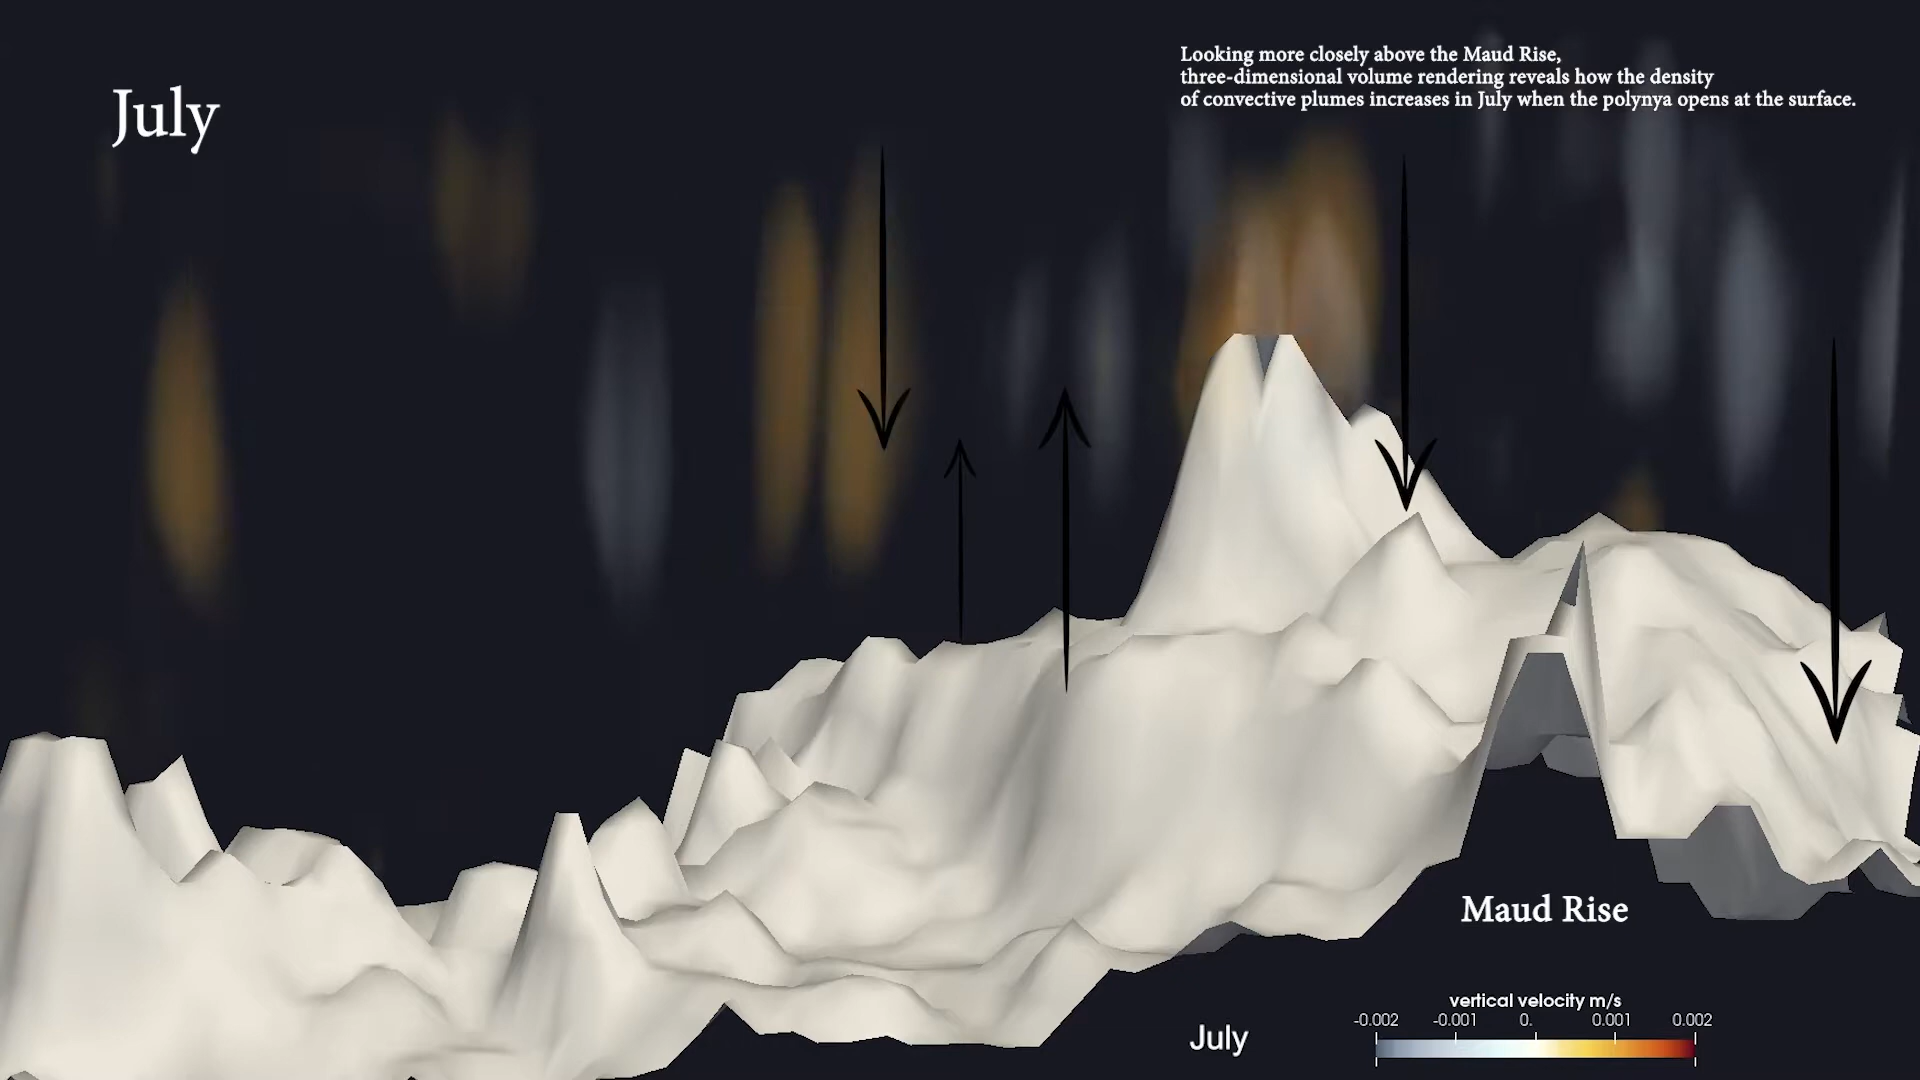 July
Looking more closely above the Maud Rise,
three-dimensional volume rendering reveals how the density
of convective plumes increases in July when the polynya opens at the surface.
Maud Rise
vertical velocity m/s
-0.002 -0.001 0. 0.001 0.002
July